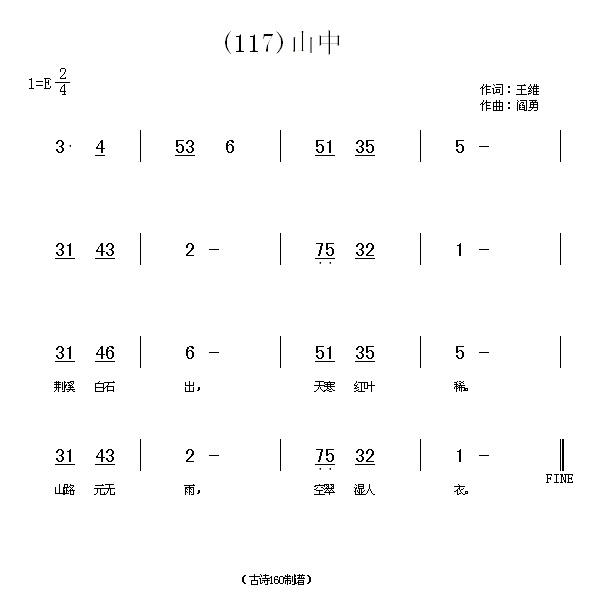 (117)山中
1=E 2/4
作词：王维
作曲：阎勇
3· 4 | 53 6 | 51 35 | 5 － |
31 43 | 2 － | 75 32 | 1 － |
31 46 | 6 － | 51 35 | 5 － |
荆溪 白石 出， 天寒 红叶 稀。
31 43 | 2 － | 75 32 | 1 － ‖
FINE
山路 元无 雨， 空翠 湿人 衣。
（古诗160制谱）